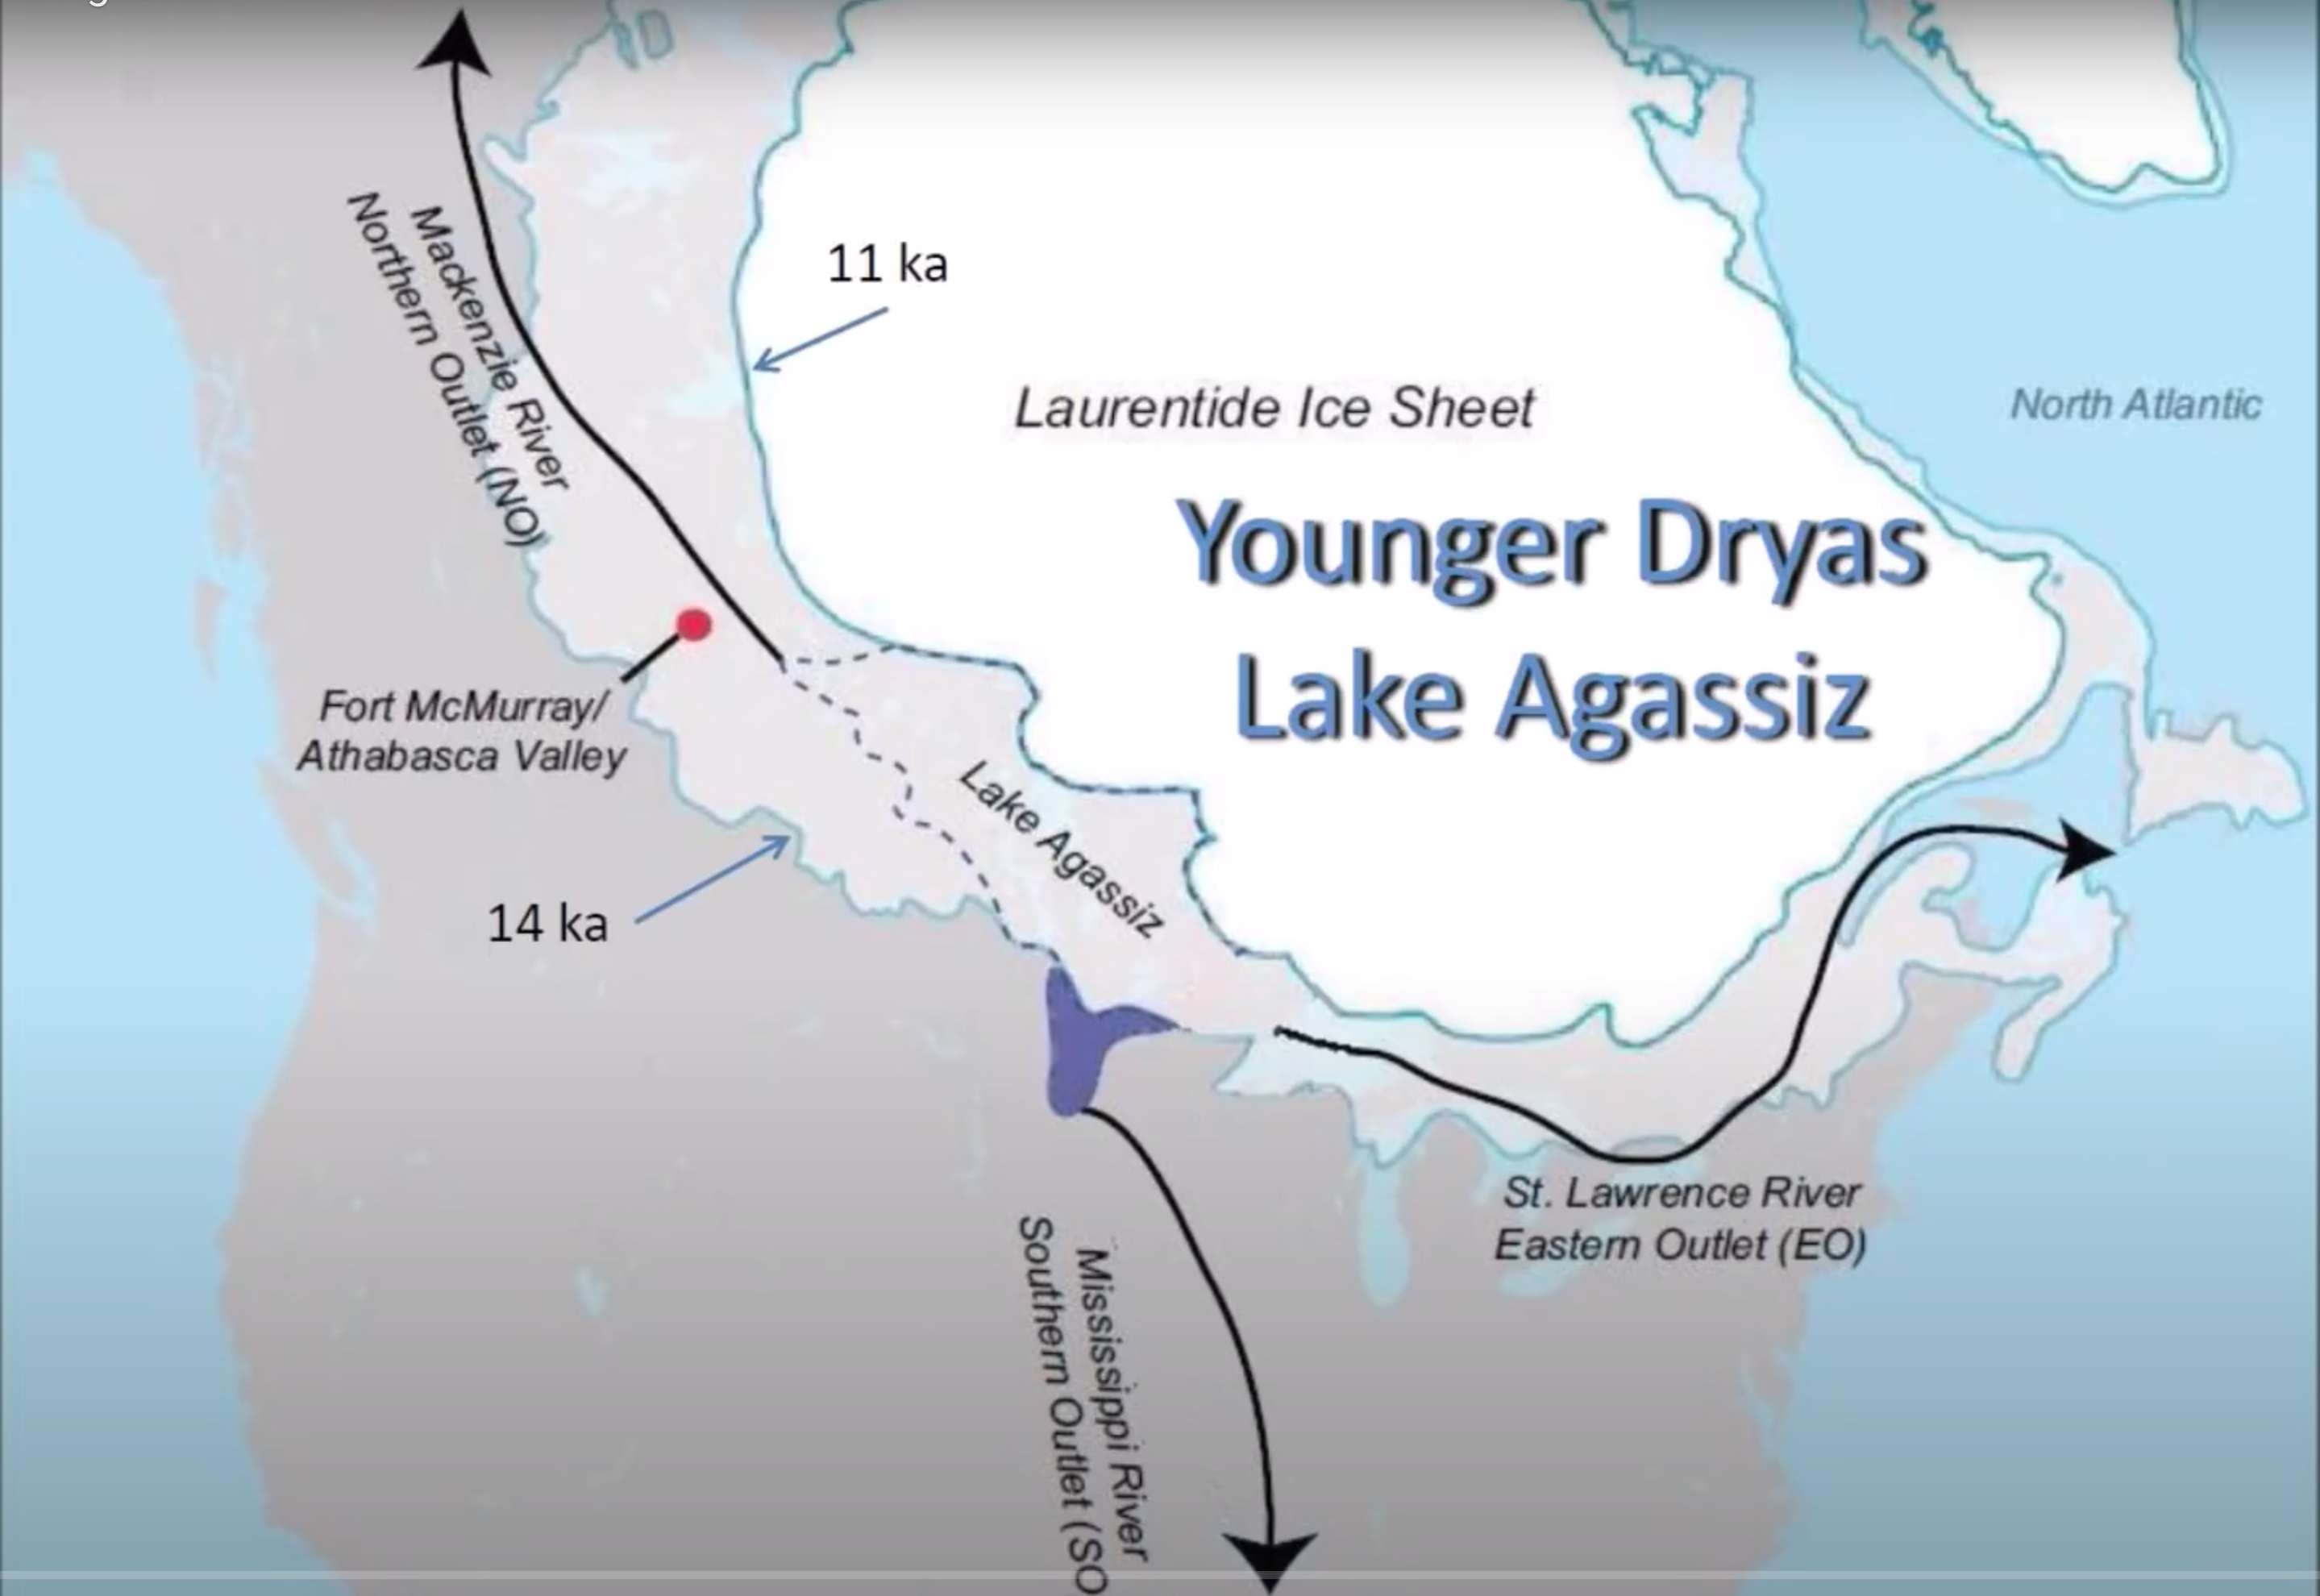 11 ka
Laurentide Ice Sheet
North Atlantic
Younger Dryas
Lake Agassiz
Mackenzie River
Northern Outlet (NO)
Fort McMurray/
Athabasca Valley
Lake Agassiz
14 ka
St. Lawrence River
Eastern Outlet (EO)
Mississippi River
Southern Outlet (SO